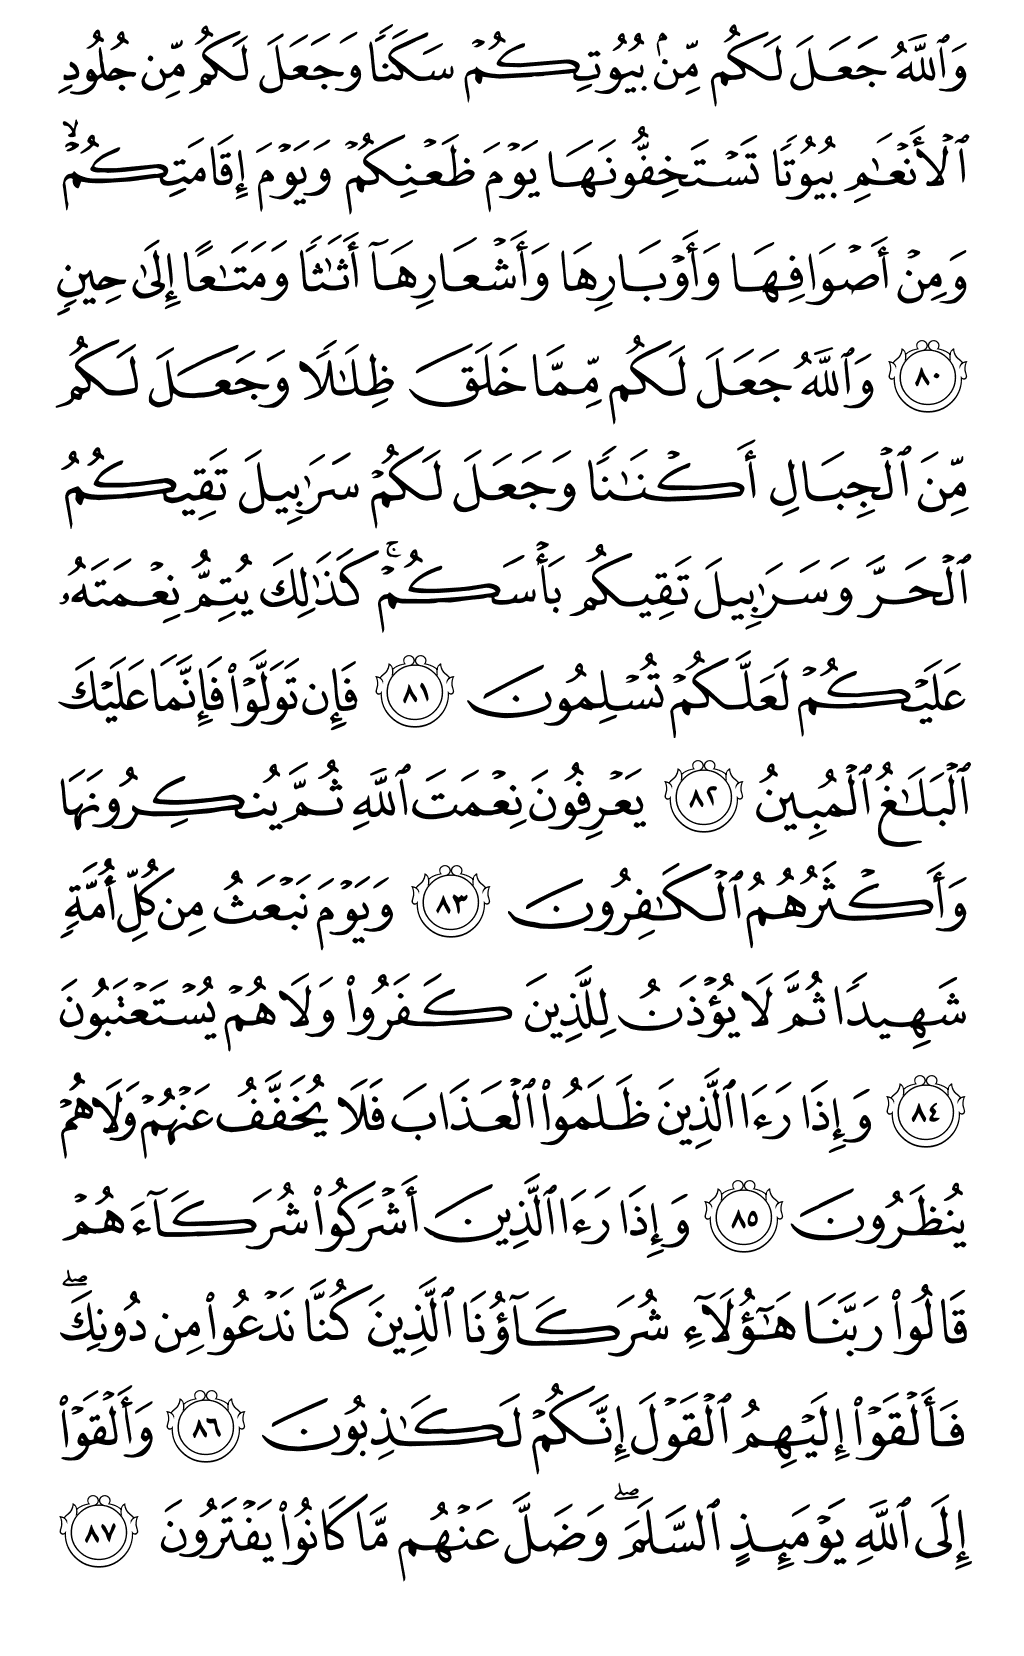 وَٱللَّهُ جَعَلَ لَكُم مِّنۢ بُيُوتِكُمۡ سَكَنٗا وَجَعَلَ لَكُم مِّن جُلُودِ
ٱلۡأَنۡعَٰمِ بُيُوتٗا تَسۡتَخِفُّونَهَا يَوۡمَ ظَعۡنِكُمۡ وَيَوۡمَ إِقَامَتِكُمۡۙ
وَمِنۡ أَصۡوَافِهَا وَأَوۡبَارِهَا وَأَشۡعَارِهَآ أَثَٰثٗا وَمَتَٰعًا إِلَىٰ حِينٖ
٨٠ وَٱللَّهُ جَعَلَ لَكُم مِّمَّا خَلَقَ ظِلَٰلٗا وَجَعَلَ لَكُم
مِّنَ ٱلۡجِبَالِ أَكۡنَٰنٗا وَجَعَلَ لَكُمۡ سَرَٰبِيلَ تَقِيكُمُ
ٱلۡحَرَّ وَسَرَٰبِيلَ تَقِيكُم بَأۡسَكُمۡۚ كَذَٰلِكَ يُتِمُّ نِعۡمَتَهُۥ
عَلَيۡكُمۡ لَعَلَّكُمۡ تُسۡلِمُونَ ٨١ فَإِن تَوَلَّوۡاْ فَإِنَّمَا عَلَيۡكَ
ٱلۡبَلَٰغُ ٱلۡمُبِينُ ٨٢ يَعۡرِفُونَ نِعۡمَتَ ٱللَّهِ ثُمَّ يُنكِرُونَهَا
وَأَكۡثَرُهُمُ ٱلۡكَٰفِرُونَ ٨٣ وَيَوۡمَ نَبۡعَثُ مِن كُلِّ أُمَّةٖ
شَهِيدٗا ثُمَّ لَا يُؤۡذَنُ لِلَّذِينَ كَفَرُواْ وَلَا هُمۡ يُسۡتَعۡتَبُونَ
٨٤ وَإِذَا رَءَا ٱلَّذِينَ ظَلَمُواْ ٱلۡعَذَابَ فَلَا يُخَفَّفُ عَنۡهُمۡ وَلَا هُمۡ
يُنظَرُونَ ٨٥ وَإِذَا رَءَا ٱلَّذِينَ أَشۡرَكُواْ شُرَكَآءَهُمۡ
قَالُواْ رَبَّنَا هَٰٓؤُلَآءِ شُرَكَآؤُنَا ٱلَّذِينَ كُنَّا نَدۡعُواْ مِن دُونِكَۖ
فَأَلۡقَوۡاْ إِلَيۡهِمُ ٱلۡقَوۡلَ إِنَّكُمۡ لَكَٰذِبُونَ ٨٦ وَأَلۡقَوۡاْ
إِلَى ٱللَّهِ يَوۡمَئِذٍ ٱلسَّلَمَۖ وَضَلَّ عَنۡهُم مَّا كَانُواْ يَفۡتَرُونَ ٨٧